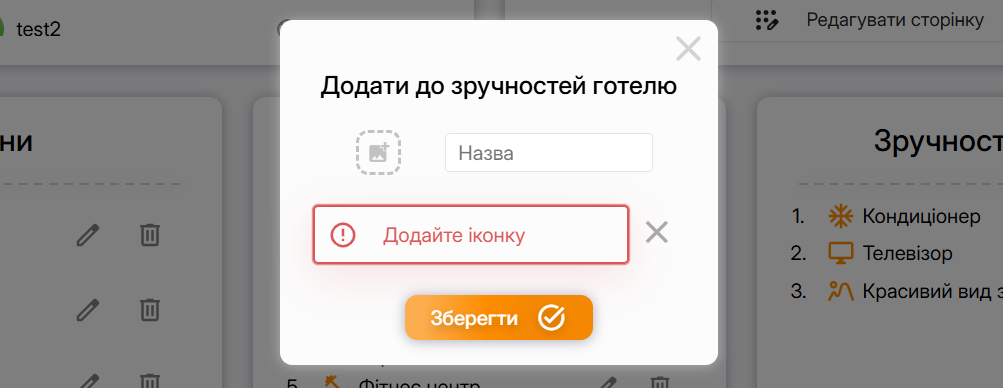 test2
Редагувати сторінку
Додати до зручностей готелю
Назва
Додайте іконку
Зберегти
ни
5. Фітнес центр
Зручност
1. Кондиціонер
2. Телевізор
3. Красивий вид з